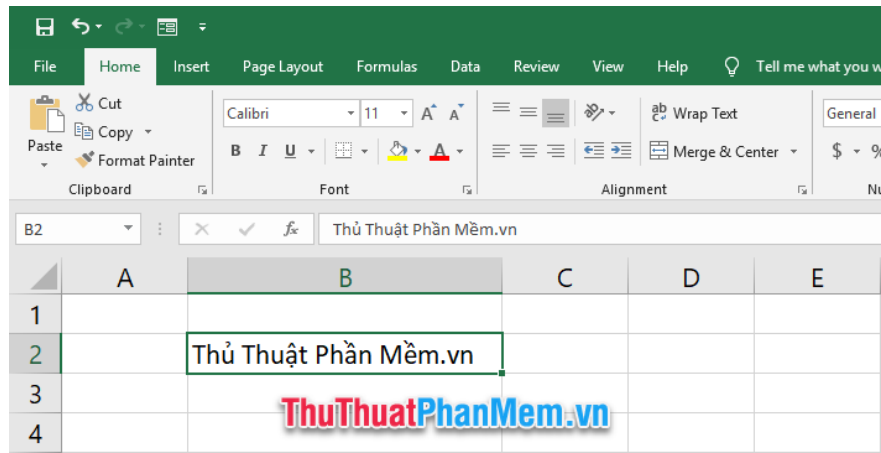 File Home Insert Page Layout Formulas Data Review View Help Tell me what you
Cut
Calibri 11 A A ab Wrap Text General
Copy
Paste B I U A Merge & Center $ %
Format Painter
Clipboard Font Alignment
B2 fx Thủ Thuật Phần Mềm.vn
A B C D E
1
2 Thủ Thuật Phần Mềm.vn
3
ThuThuatPhanMem.vn
4